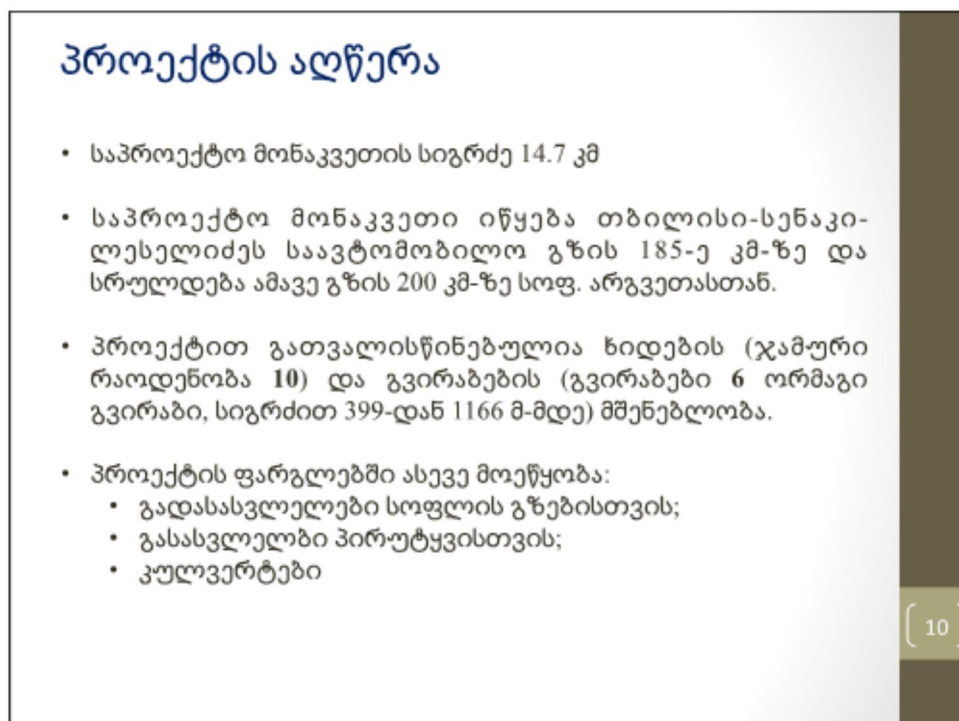 პროექტის აღწერა
• საპროექტო მონაკვეთის სიგრძე 14.7 კმ
• საპროექტო მონაკვეთი იწყება თბილისი-სენაკი-
ლესელიძეს საავტომობილო გზის 185-ე კმ-ზე და
სრულდება ამავე გზის 200 კმ-ზე სოფ. არგვეთასთან.
• პროექტით გათვალისწინებულია ხიდების (ჯამური
რაოდენობა 10) და გვირაბების (გვირაბები 6 ორმაგი
გვირაბი, სიგრძით 399-დან 1166 მ-მდე) მშენებლობა.
• პროექტის ფარგლებში ასევე მოეწყობა:
• გადასასვლელები სოფლის გზებისთვის;
• გასასვლელბი პირუტყვისთვის;
• კულვერტები
10